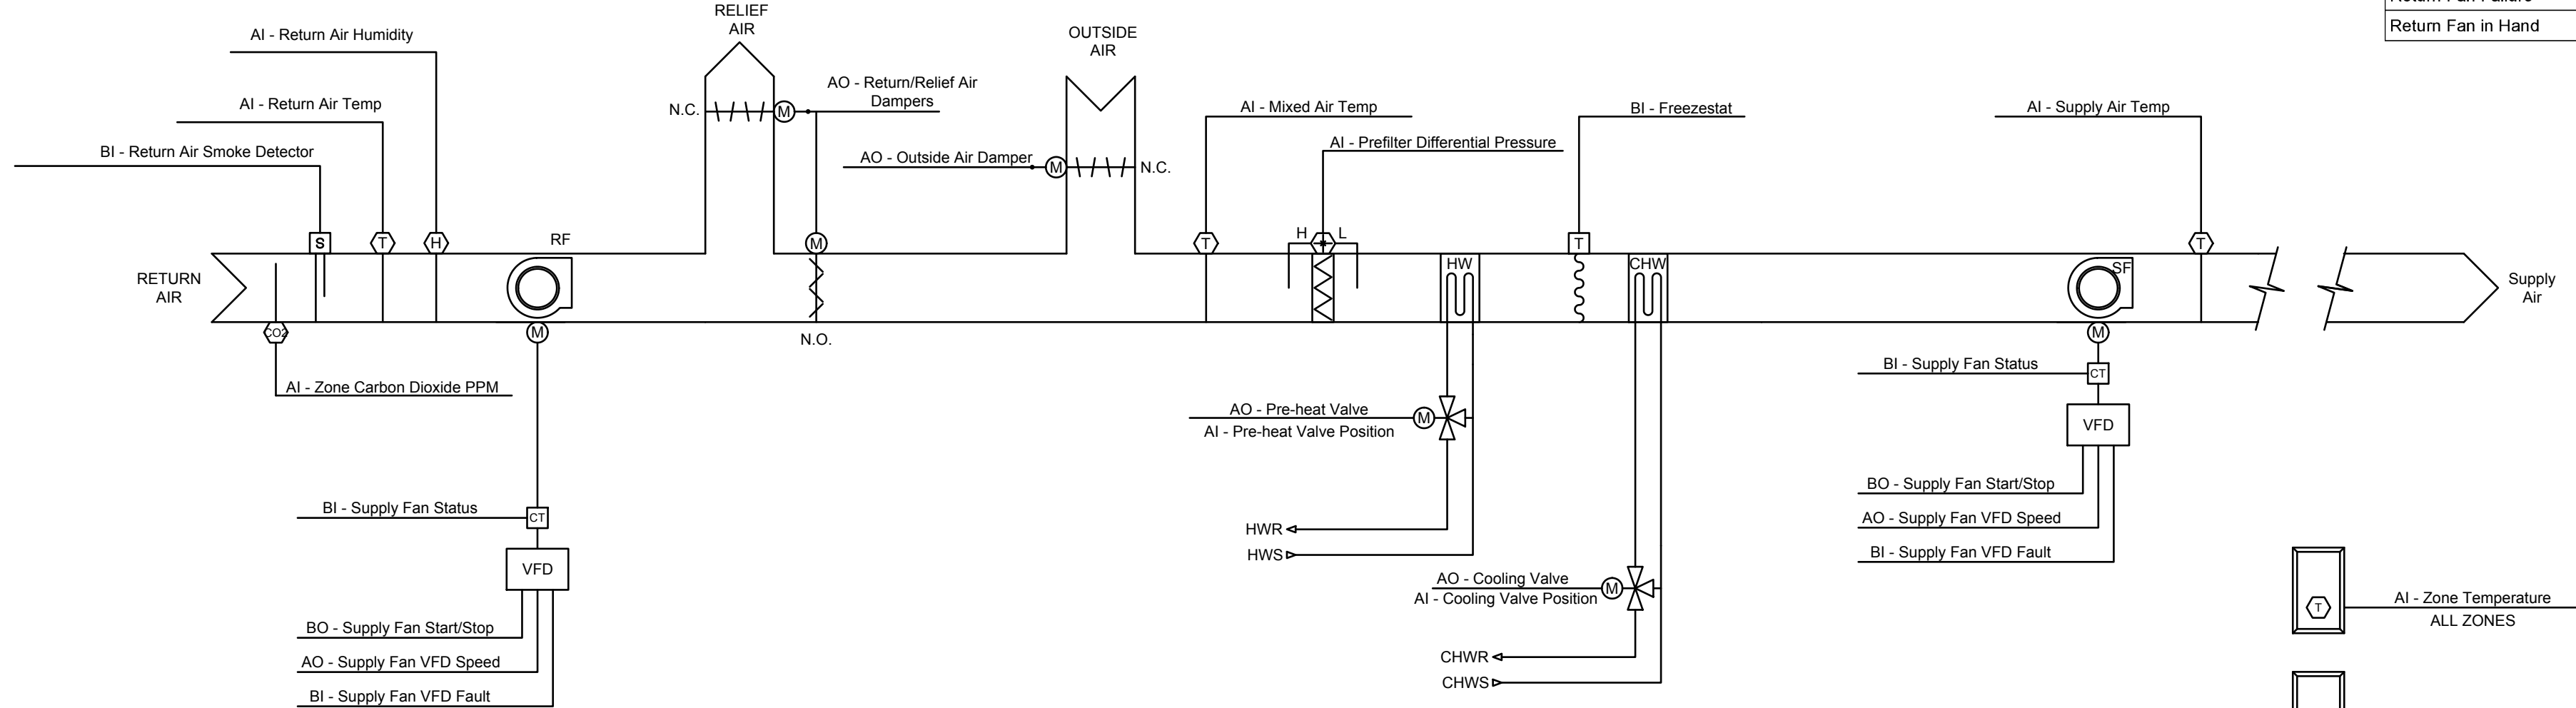 Return Fan Failure
Return Fan in Hand
RELIEF
AIR
OUTSIDE
AIR
AI - Return Air Humidity
AO - Return/Relief Air
Dampers
AI - Return Air Temp
N.C.
M
AI - Mixed Air Temp
BI - Freezestat
AI - Supply Air Temp
AI - Prefilter Differential Pressure
BI - Return Air Smoke Detector
AO - Outside Air Damper
M
N.C.
S
T
H
RF
M
T
H
L
T
T
RETURN
AIR
HW
CHW
SF
Supply
Air
CO2
M
N.O.
M
AI - Zone Carbon Dioxide PPM
BI - Supply Fan Status
CT
AO - Pre-heat Valve
M
AI - Pre-heat Valve Position
VFD
BO - Supply Fan Start/Stop
AO - Supply Fan VFD Speed
BI - Supply Fan VFD Fault
BI - Supply Fan Status
CT
HWR
HWS
VFD
AO - Cooling Valve
M
AI - Cooling Valve Position
BO - Supply Fan Start/Stop
AO - Supply Fan VFD Speed
BI - Supply Fan VFD Fault
CHWR
CHWS
T
AI - Zone Temperature
ALL ZONES